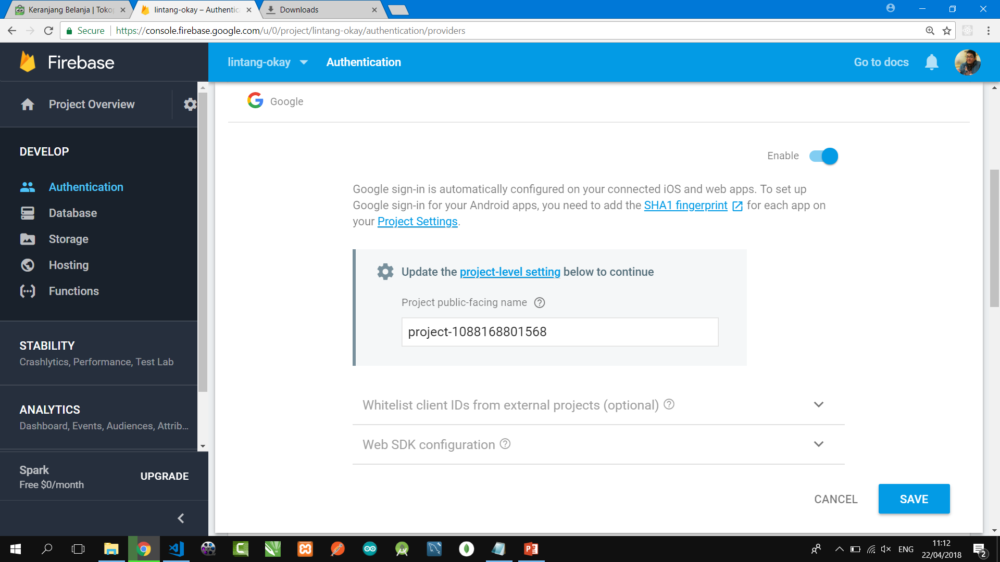 Keranjang Belanja | Toko
lintang-okay – Authentic
Downloads
Secure
https://console.firebase.google.com/u/0/project/lintang-okay/authentication/providers
Firebase
lintang-okay
Authentication
Go to docs
Project Overview
Google
DEVELOP
Authentication
Database
Storage
Hosting
Functions
STABILITY
Crashlytics, Performance, Test Lab
ANALYTICS
Dashboard, Events, Audiences, Attrib...
Spark
Free $0/month
UPGRADE
Enable
Google sign-in is automatically configured on your connected iOS and web apps. To set up
Google sign-in for your Android apps, you need to add the SHA1 fingerprint for each app on
your Project Settings.
Update the project-level setting below to continue
Project public-facing name
project-1088168801568
Whitelist client IDs from external projects (optional)
Web SDK configuration
CANCEL
SAVE
ENG
11:12
22/04/2018
2